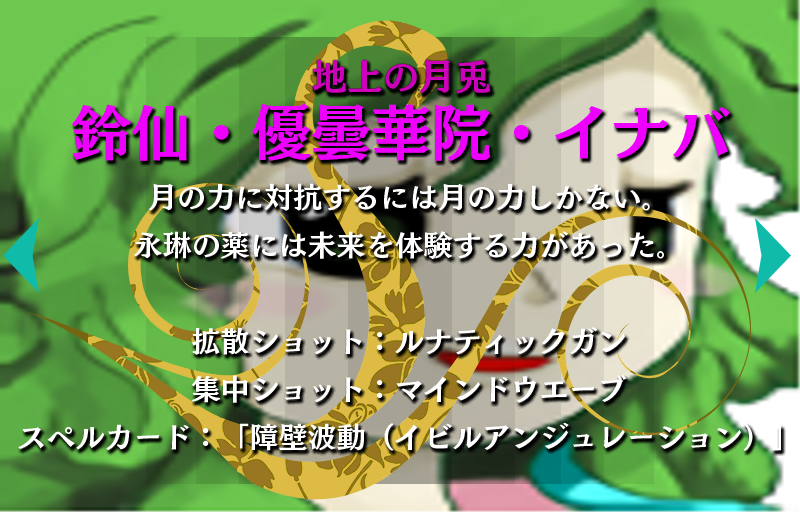 地上の月兎
鈴仙・優曇華院・イナバ
月の力に対抗するには月の力しかない。
永琳の薬には未来を体験する力があった。
拡散ショット：ルナティックガン
集中ショット：マインドウエーブ
スペルカード：「障壁波動（イビルアンジュレーション）」